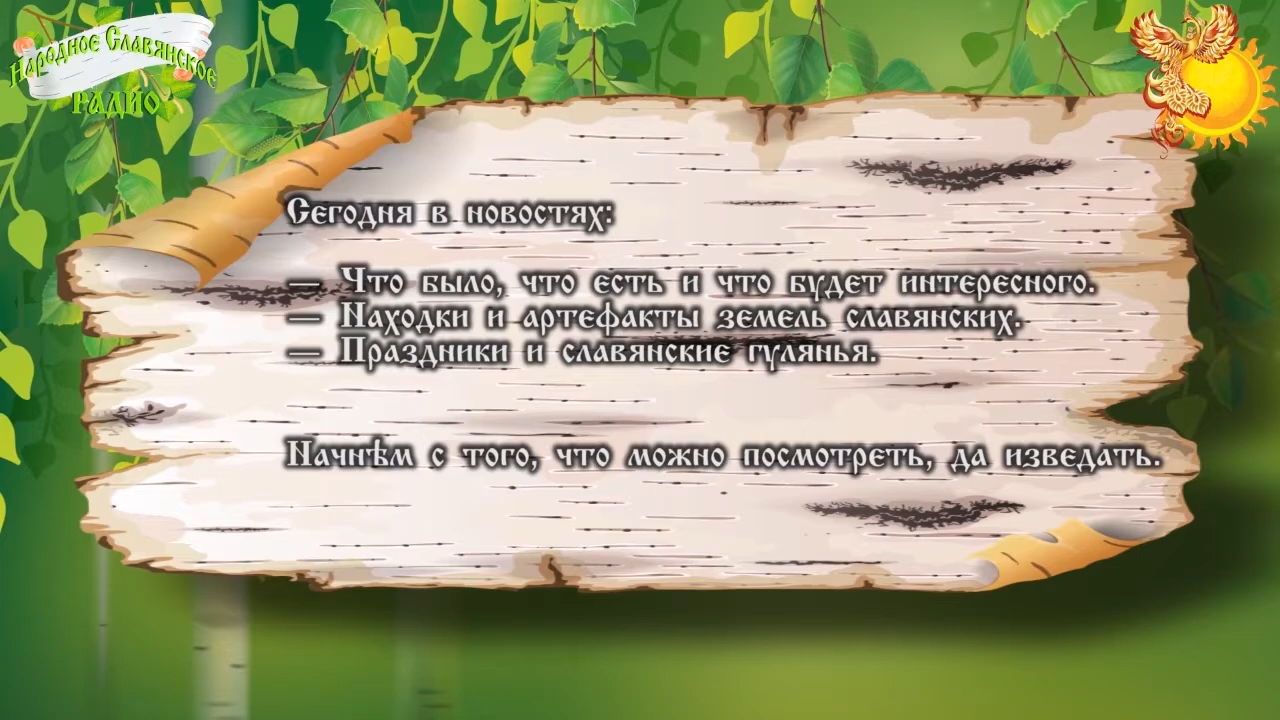 Народное Славянское
радио
Сегодня в новостях:
— Что было, что есть и что будет интересного.
— Находки и артефакты земель славянских.
— Праздники и славянские гулянья.
Начнѣм с того, что можно посмотреть, да изведать.